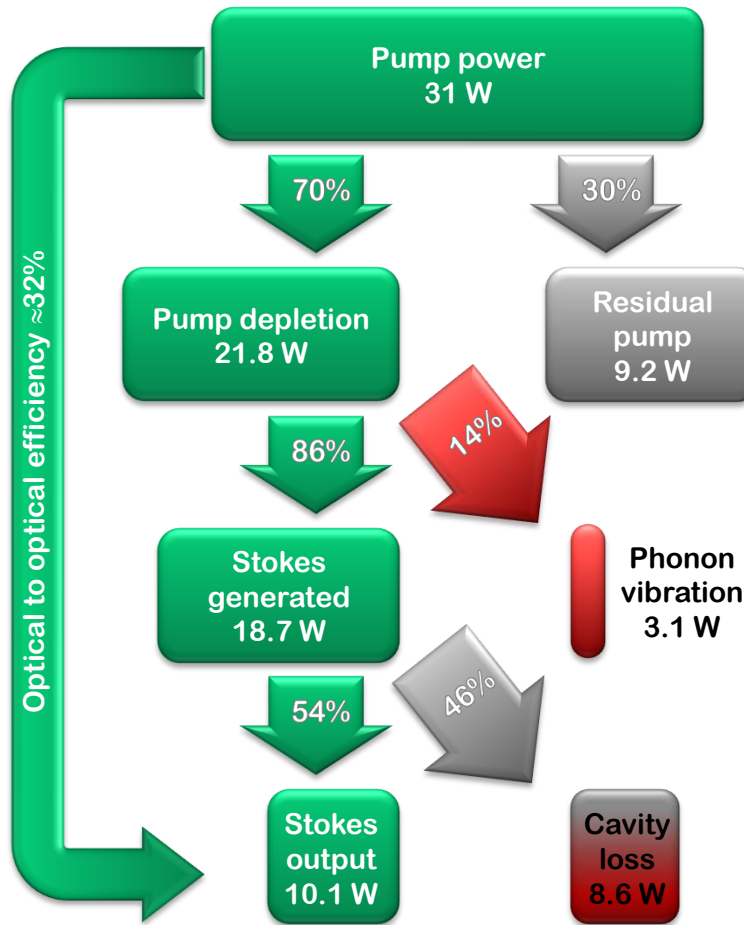 Pump power
31 W
70%
30%
Optical to optical efficiency ≈32%
Pump depletion
21.8 W
Residual
pump
9.2 W
86%
14%
Stokes
generated
18.7 W
Phonon
vibration
3.1 W
54%
46%
Stokes
output
10.1 W
Cavity
loss
8.6 W